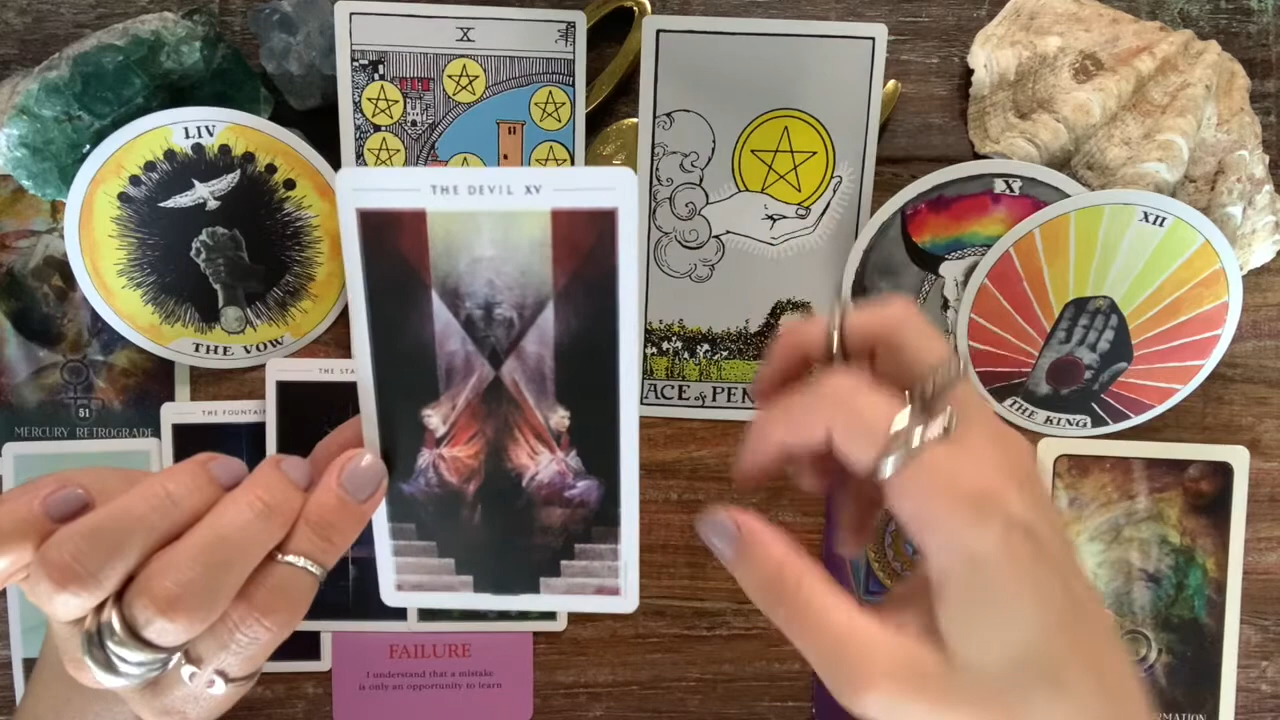 X
LIV
THE VOW
THE DEVIL XV
ACE of PEN
X
XII
THE KING
51
MERCURY RETROGRADE
THE FOUNTAIN
THE STA
FAILURE
I understand that a mistake
is only an opportunity to learn
RMATION